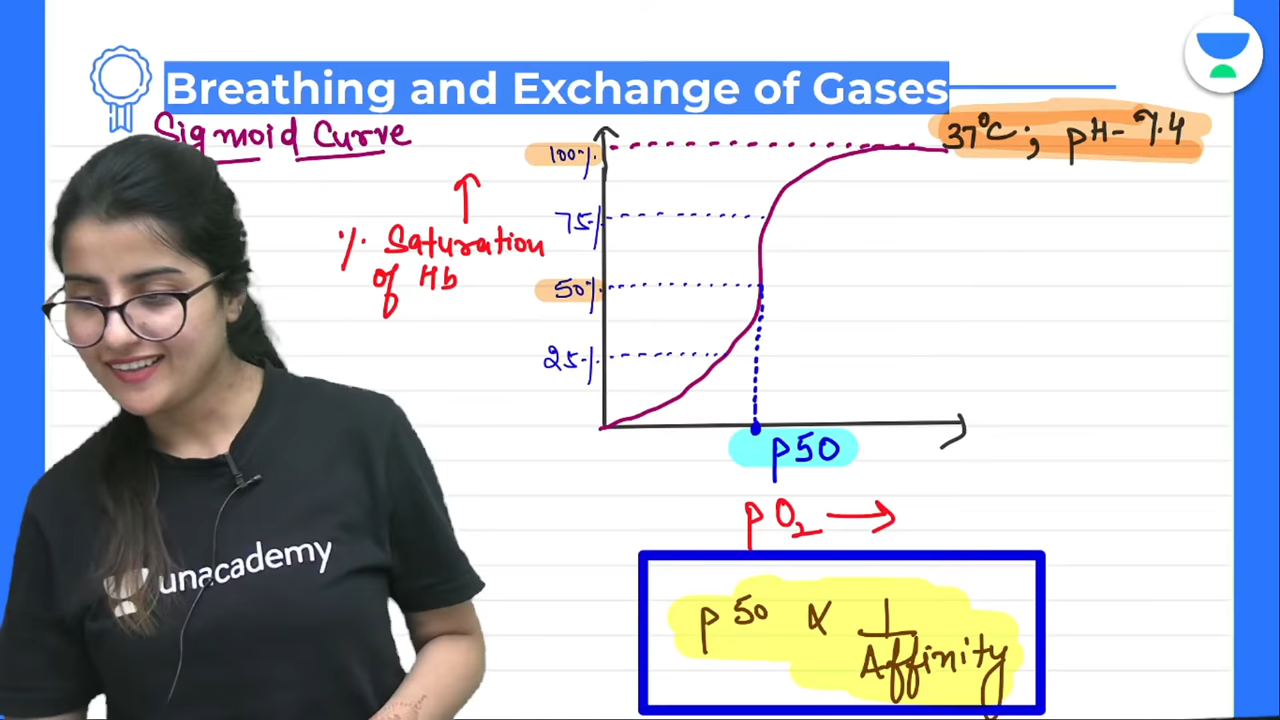 Breathing and Exchange of Gases
Sigmoid Curve
37°C ; pH - 7.4
100%
75%
% Saturation
of Hb
50%
25%
p50
pO₂ →
unacademy
p50 ∝ 1/Affinity